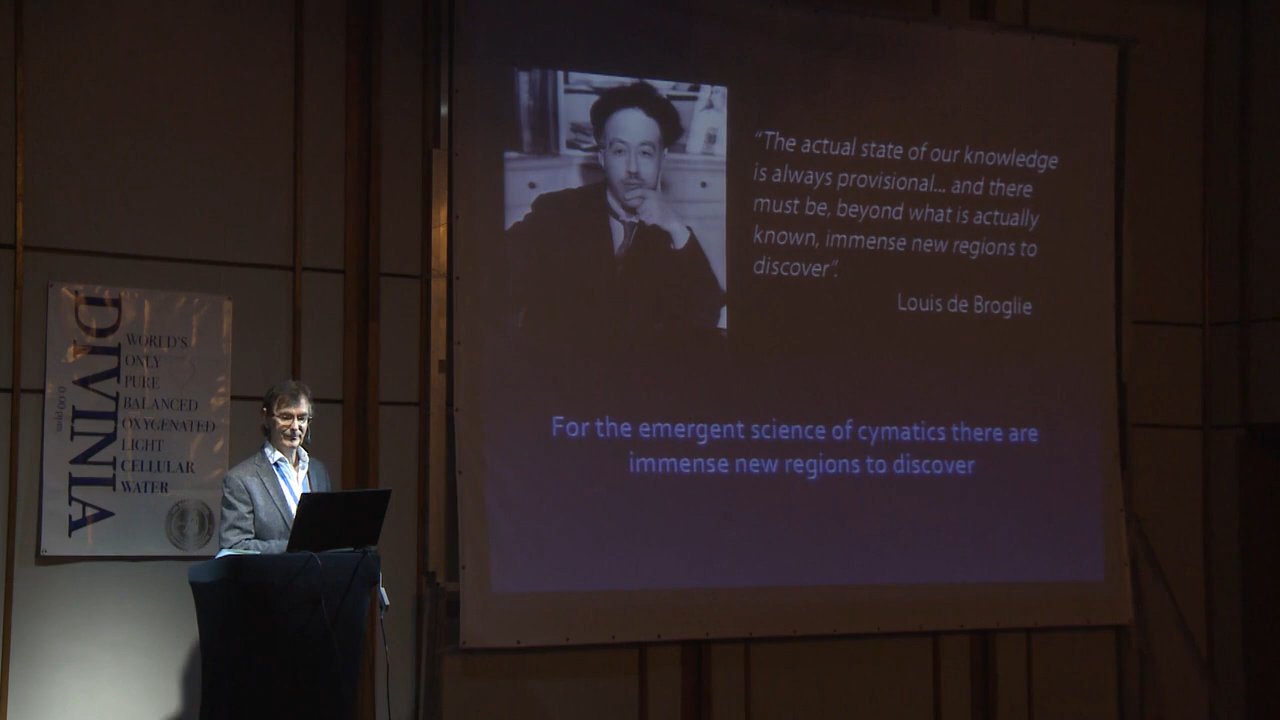 DIVINIA
WORLD'S
ONLY
PURE
BALANCED
OXYGENATED
LIGHT
CELLULAR
WATER
“The actual state of our knowledge
is always provisional... and there
must be, beyond what is actually
known, immense new regions to
discover”.
Louis de Broglie
For the emergent science of cymatics there are
immense new regions to discover